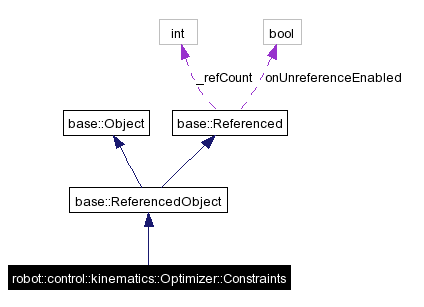 int bool
_refCount onUnreferenceEnabled
base::Object base::Referenced
base::ReferencedObject
robot::control::kinematics::Optimizer::Constraints